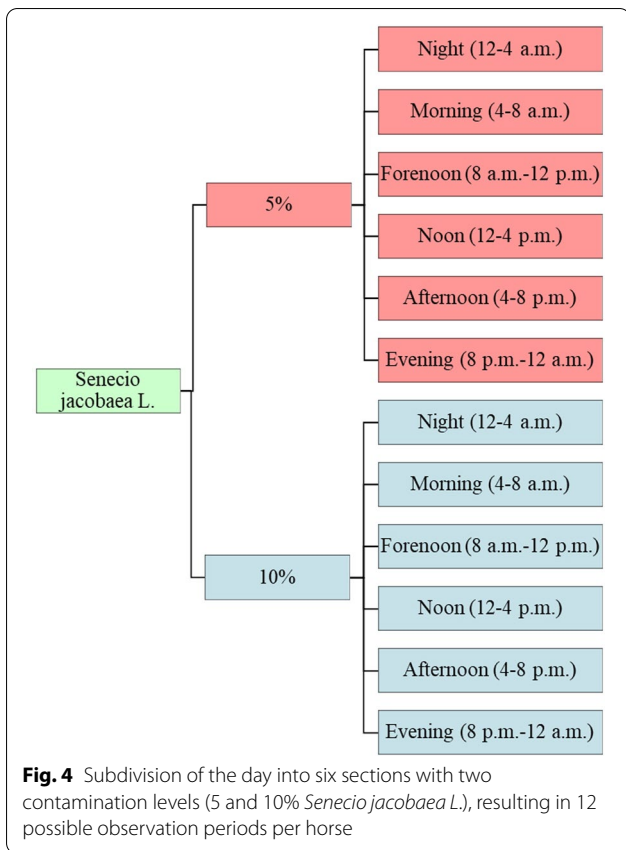 Night (12-4 a.m.)
Morning (4-8 a.m.)
Forenoon (8 a.m.-12 p.m.)
5%
Noon (12-4 p.m.)
Afternoon (4-8 p.m.)
Evening (8 p.m.-12 a.m.)
Senecio
jacobaea L.
Night (12-4 a.m.)
Morning (4-8 a.m.)
Forenoon (8 a.m.-12 p.m.)
10%
Noon (12-4 p.m.)
Afternoon (4-8 p.m.)
Evening (8 p.m.-12 a.m.)
Fig. 4 Subdivision of the day into six sections with two
contamination levels (5 and 10% Senecio jacobaea L.), resulting in 12
possible observation periods per horse